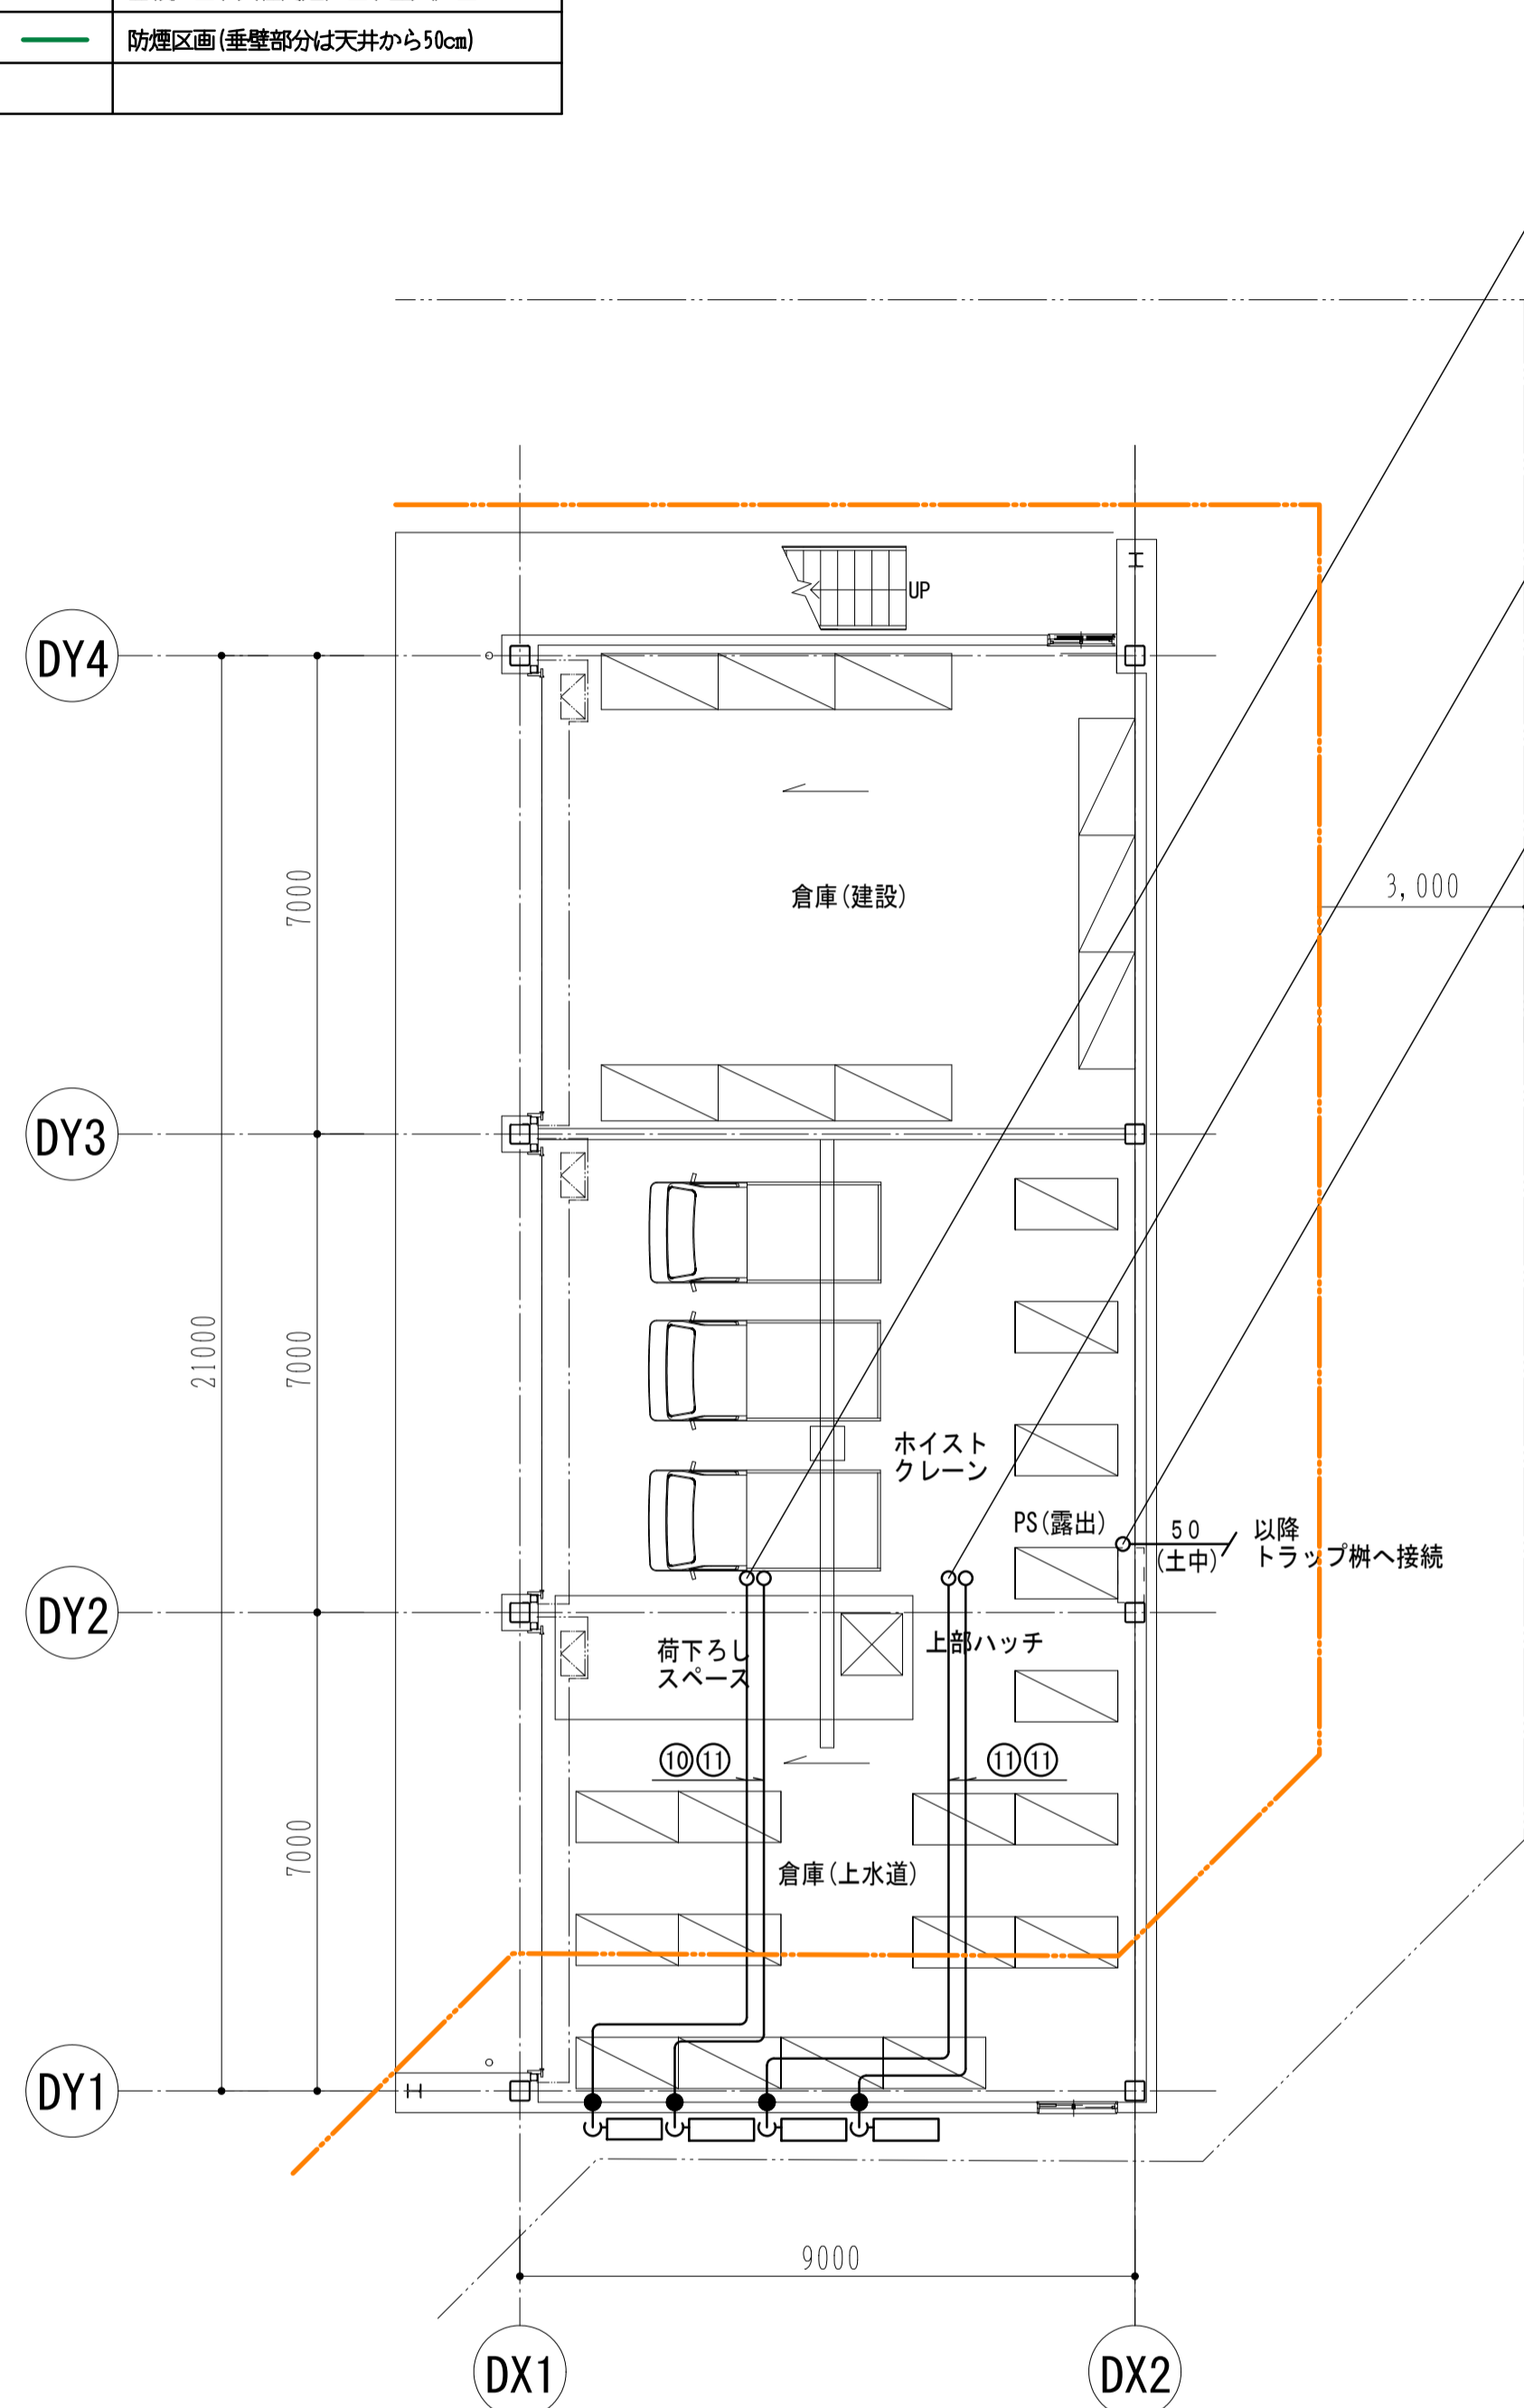 防煙区画(垂壁部分は天井から50cm)
UP
DY4
7000
倉庫(建設)
3,000
DY3
21000
7000
ホイスト
クレーン
PS(露出)
50
(土中)
以降
トラップ桝へ接続
DY2
荷下ろし
スペース
上部ハッチ
⑩⑪
⑪⑪
7000
倉庫(上水道)
DY1
9000
DX1
DX2